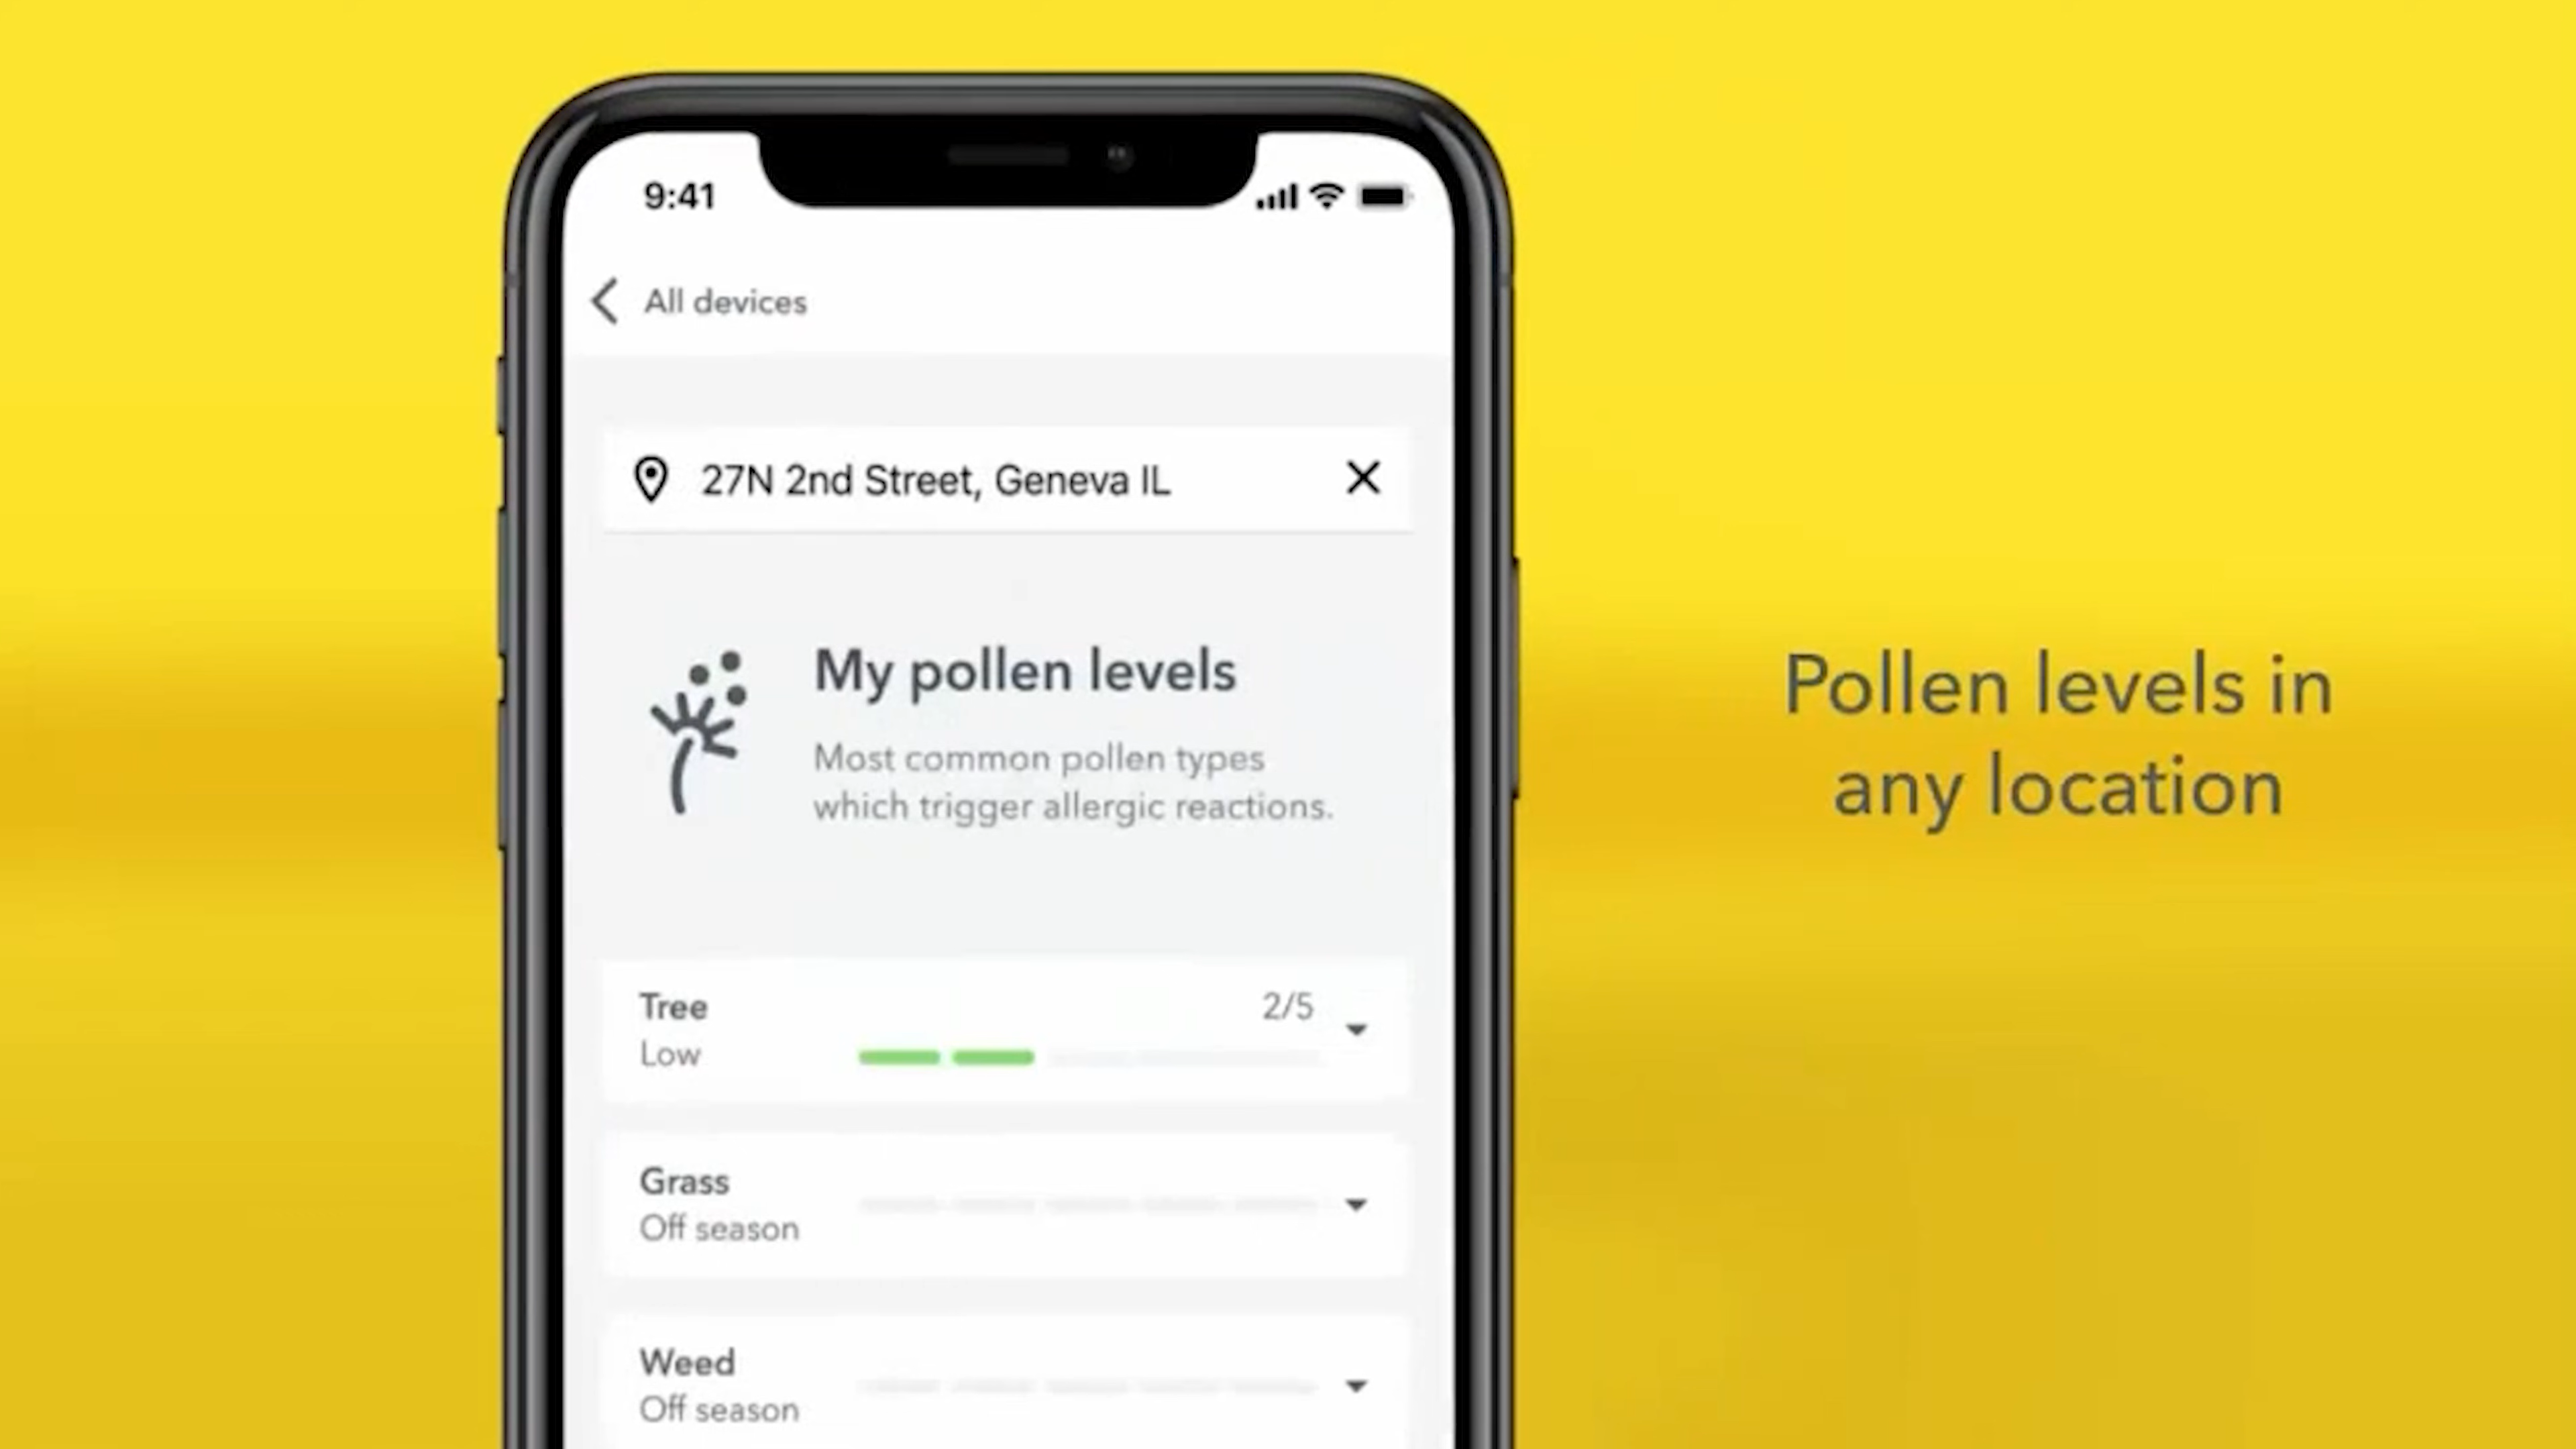 9:41
All devices
27N 2nd Street, Geneva IL
My pollen levels
Most common pollen types
which trigger allergic reactions.
Tree
2/5
Low
Grass
Off season
Weed
Off season
Pollen levels in
any location